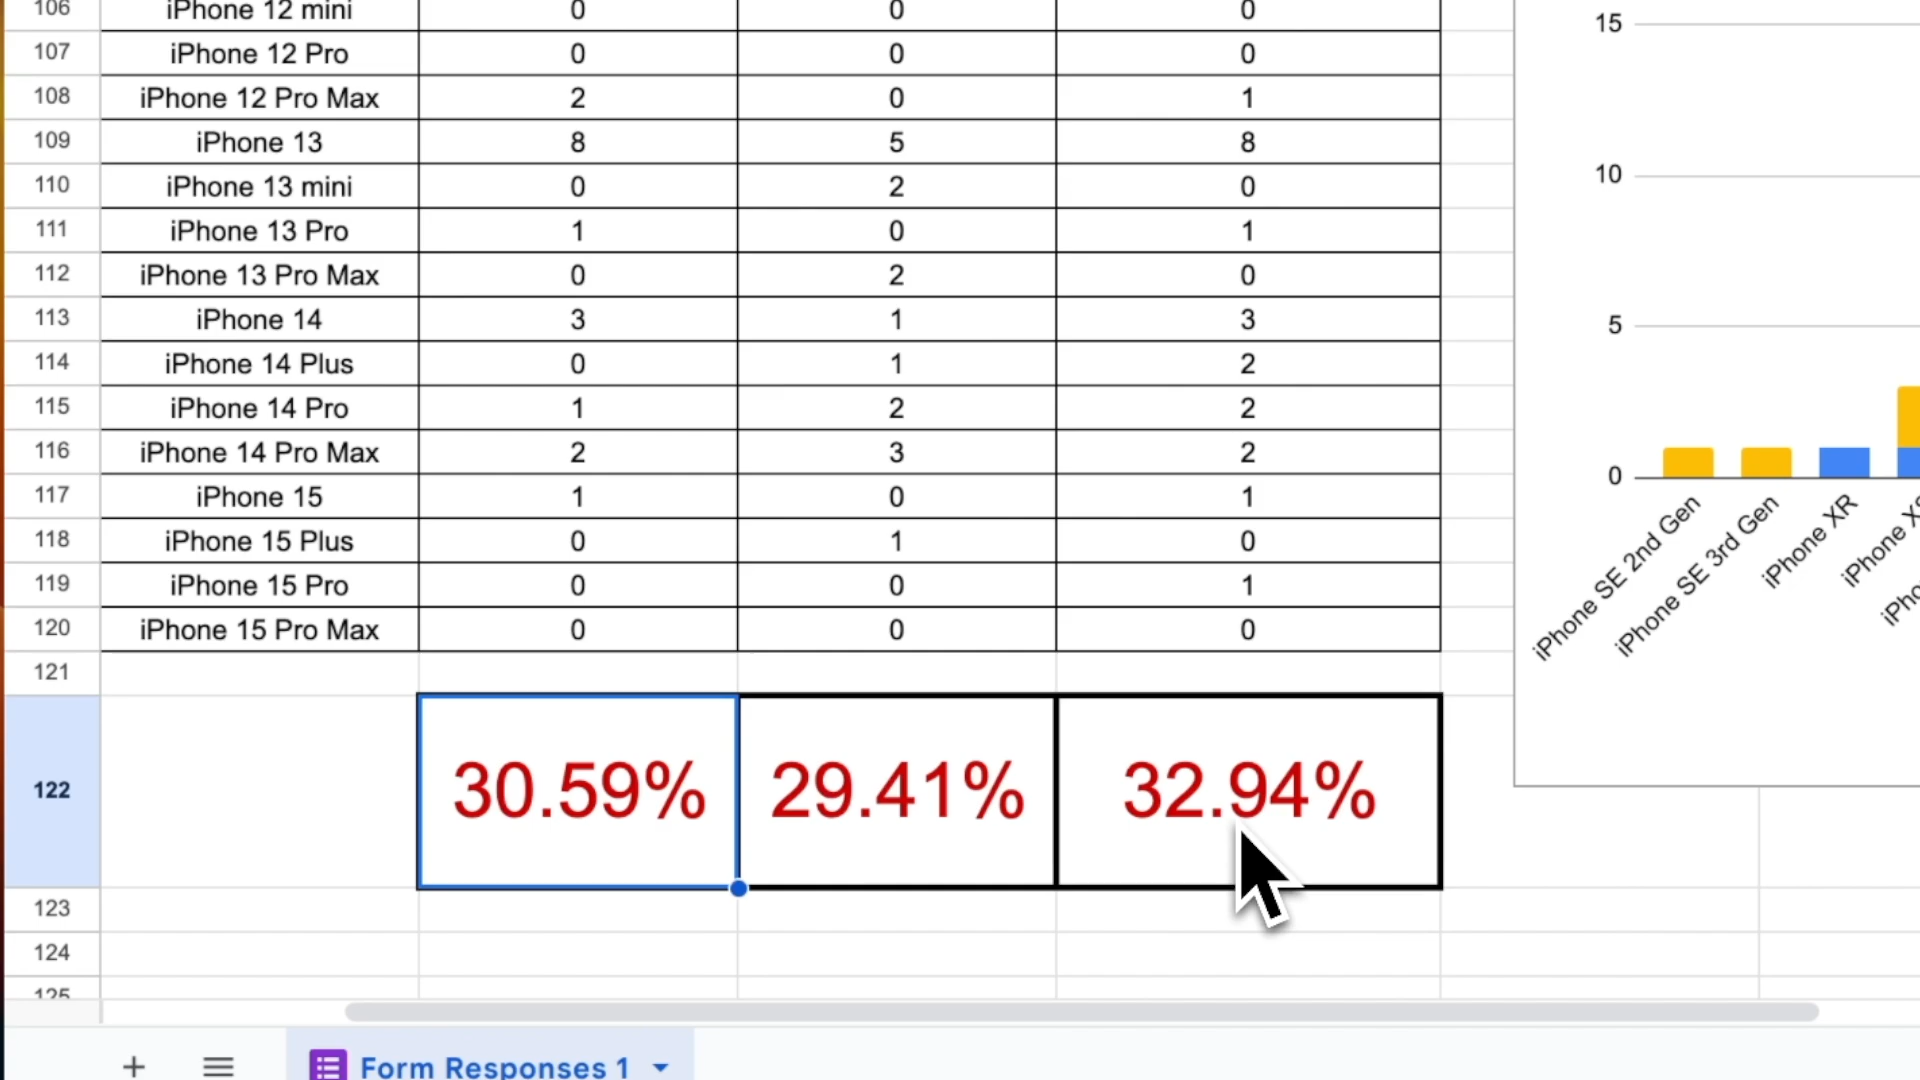 106 iPhone 12 mini 0 0 0
107 iPhone 12 Pro 0 0 0
108 iPhone 12 Pro Max 2 0 1
109 iPhone 13 8 5 8
110 iPhone 13 mini 0 2 0
111 iPhone 13 Pro 1 0 1
112 iPhone 13 Pro Max 0 2 0
113 iPhone 14 3 1 3
114 iPhone 14 Plus 0 1 2
115 iPhone 14 Pro 1 2 2
116 iPhone 14 Pro Max 2 3 2
117 iPhone 15 1 0 1
118 iPhone 15 Plus 0 1 0
119 iPhone 15 Pro 0 0 1
120 iPhone 15 Pro Max 0 0 0
121
122 30.59% 29.41% 32.94%
123
124
125
15
10
5
0
iPhone SE 2nd Gen
iPhone SE 3rd Gen
iPhone XR
iPhone
Form Responses 1